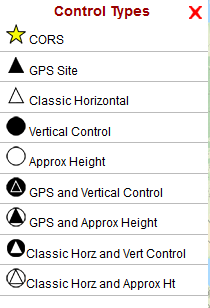 Control Types
CORS
GPS Site
Classic Horizontal
Vertical Control
Approx Height
GPS and Vertical Control
GPS and Approx Height
Classic Horz and Vert Control
Classic Horz and Approx Ht